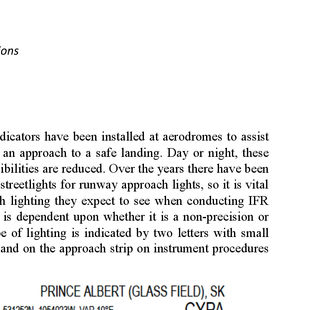 ions
dicators have been installed at aerodromes to assist
an approach to a safe landing. Day or night, these
ibilities are reduced. Over the years there have been
streetlights for runway approach lights, so it is vital
h lighting they expect to see when conducting IFR
is dependent upon whether it is a non-precision or
e of lighting is indicated by two letters with small
and on the approach strip on instrument procedures
PRINCE ALBERT (GLASS FIELD), SK
CYPA